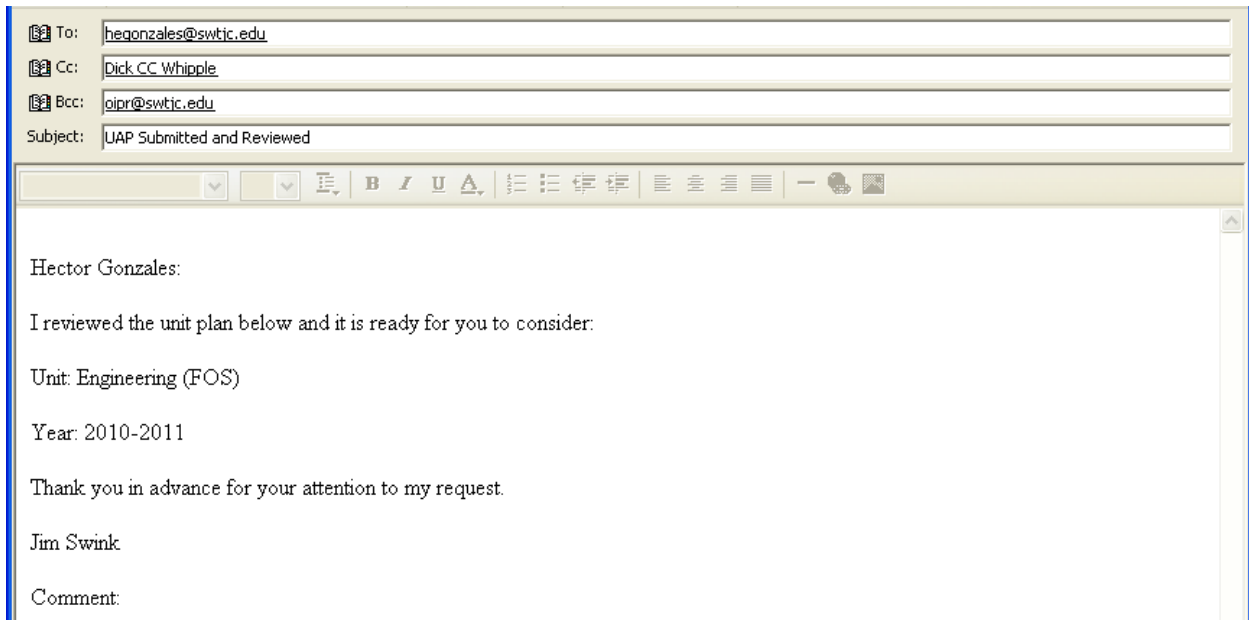 To: hegonzales@swtjc.edu
Cc: Dick CC Whipple
Bcc: oipr@swtjc.edu
Subject: UAP Submitted and Reviewed
B I U A
Hector Gonzales:
I reviewed the unit plan below and it is ready for you to consider:
Unit: Engineering (FOS)
Year: 2010-2011
Thank you in advance for your attention to my request.
Jim Swink
Comment: